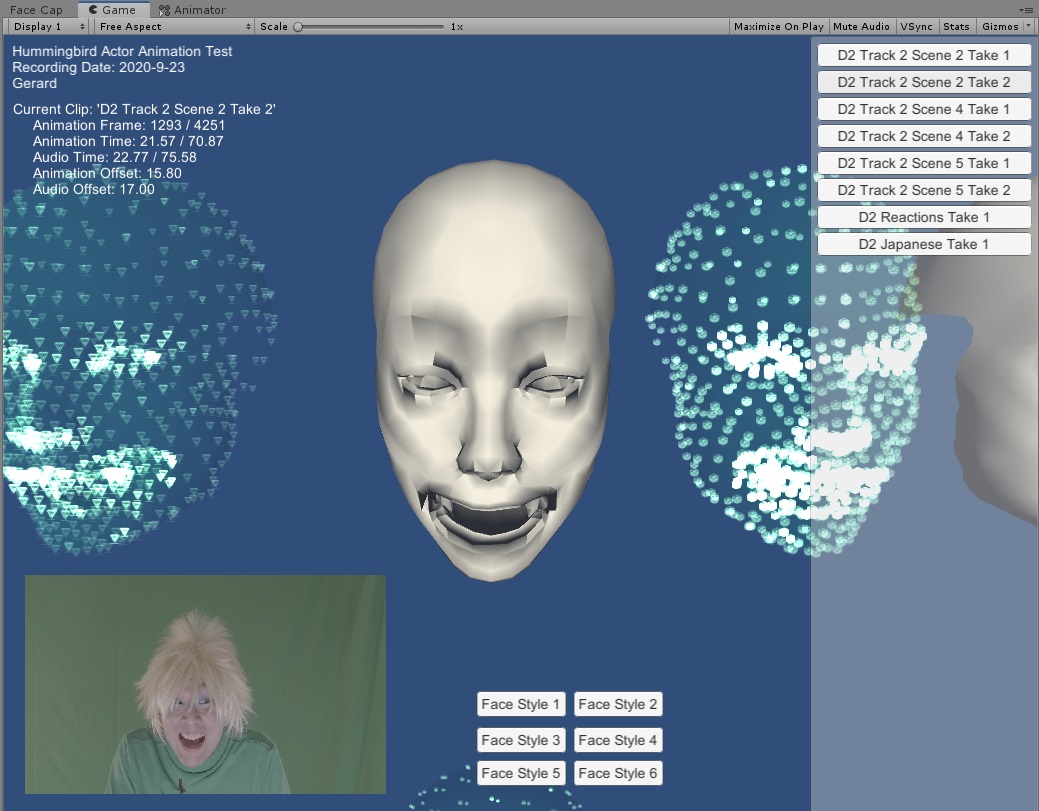 Face Cap Game Animator
Display 1 Free Aspect Scale 1x Maximize On Play Mute Audio VSync Stats Gizmos
Hummingbird Actor Animation Test
Recording Date: 2020-9-23
Gerard
Current Clip: 'D2 Track 2 Scene 2 Take 2'
Animation Frame: 1293 / 4251
Animation Time: 21.57 / 70.87
Audio Time: 22.77 / 75.58
Animation Offset: 15.80
Audio Offset: 17.00
D2 Track 2 Scene 2 Take 1
D2 Track 2 Scene 2 Take 2
D2 Track 2 Scene 4 Take 1
D2 Track 2 Scene 4 Take 2
D2 Track 2 Scene 5 Take 1
D2 Track 2 Scene 5 Take 2
D2 Reactions Take 1
D2 Japanese Take 1
Face Style 1 Face Style 2
Face Style 3 Face Style 4
Face Style 5 Face Style 6